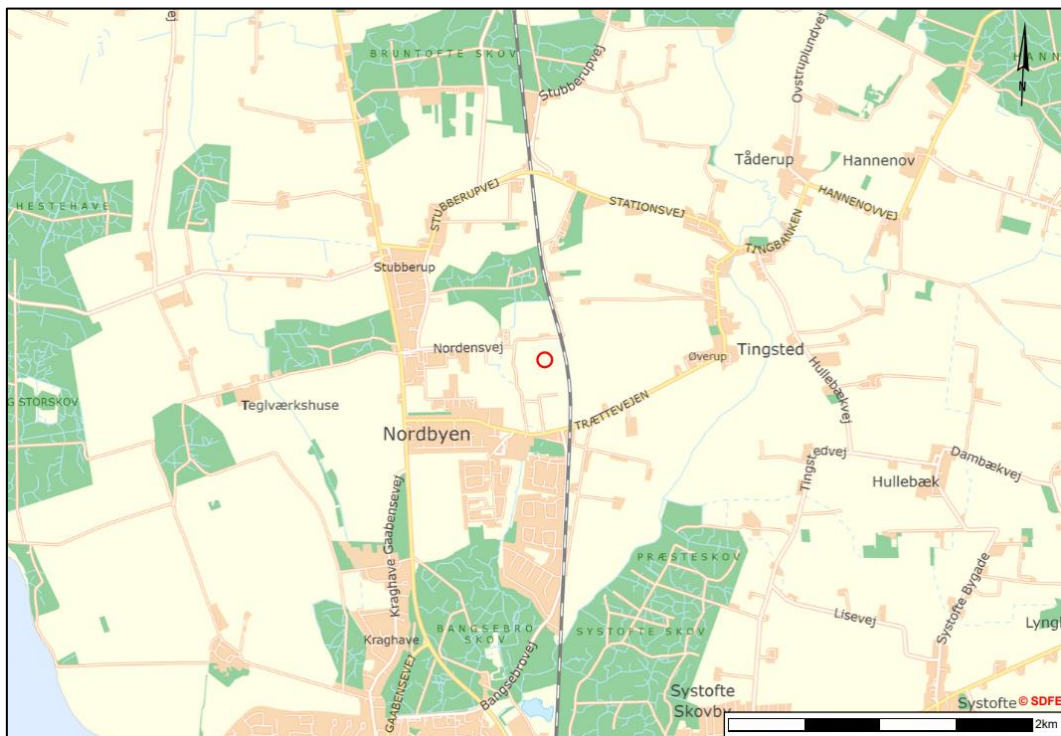 BRUNTOFTE SKOV
Stubberupvej
Ovstruplundvej
N
Tåderup
Hannenov
HESTEHAVE
STUBBERUPVEJ
STATIONSVEJ
HANNENOVVEJ
TINGBANKEN
Stubberup
Nordensvej
Øverup
Tingsted
Hullebækvej
G STORSKOV
Teglværkshuse
TRÆTTEVEJEN
Nordbyen
Tingstedvej
Dambækvej
Hullebæk
Kraghave Gaabensevej
PRÆSTESKOV
Systofte Bygade
Lisevej
Kraghave
BANGSEBRO
SKOV
SYSTOFTE SKOV
GAABENSEVEJ
Bangsebrovej
Systofte
Skovby
Systofte
© SDFE
2km